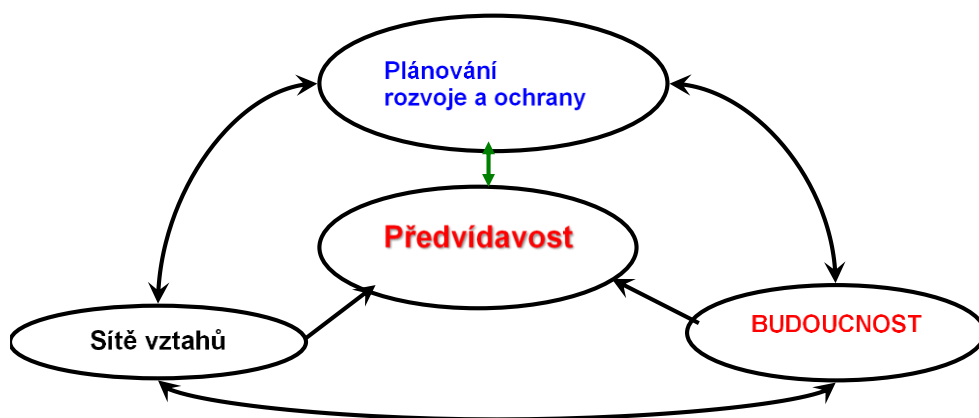 Plánování
rozvoje a ochrany
Předvídavost
Sítě vztahů
BUDOUCNOST